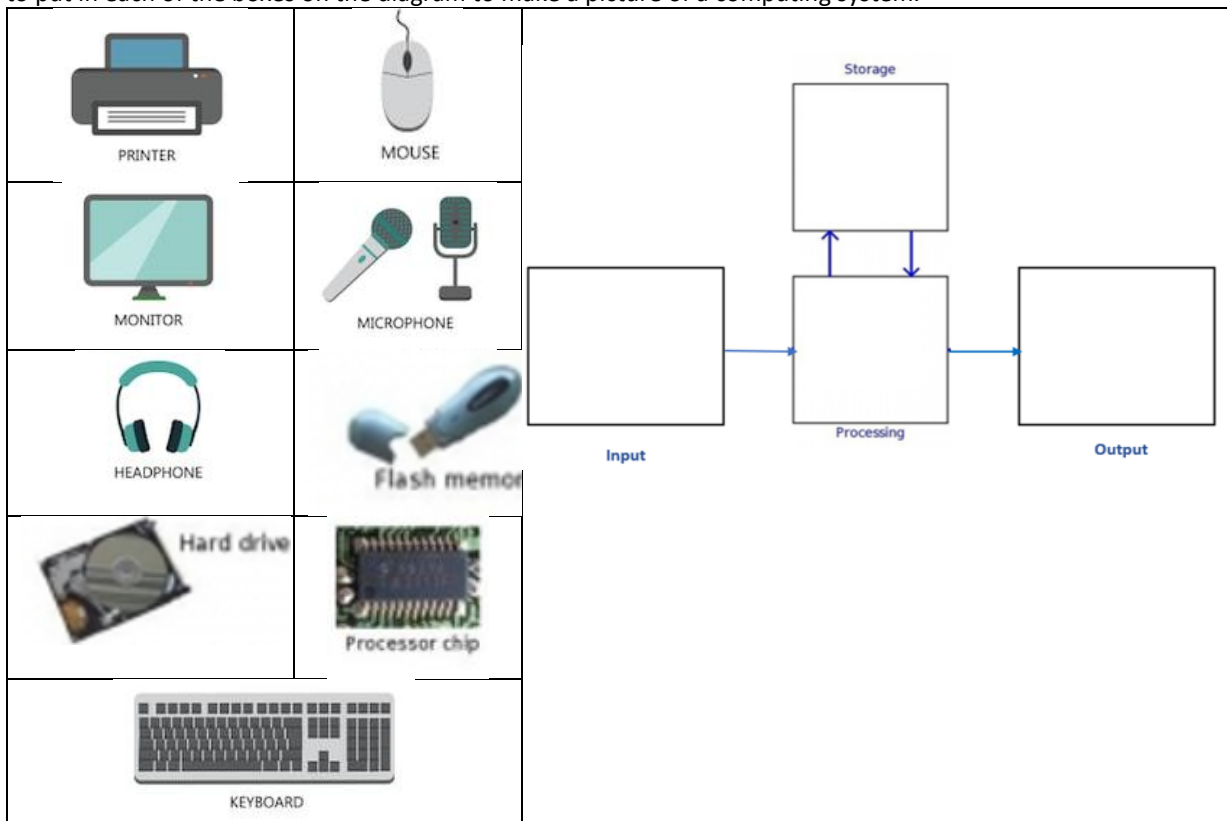 to put in each of the boxes on the diagram to make a picture of a computing system.
PRINTER
MOUSE
MONITOR
MICROPHONE
HEADPHONE
Flash memor
Hard drive
Processor chip
KEYBOARD
Storage
Processing
Input
Output